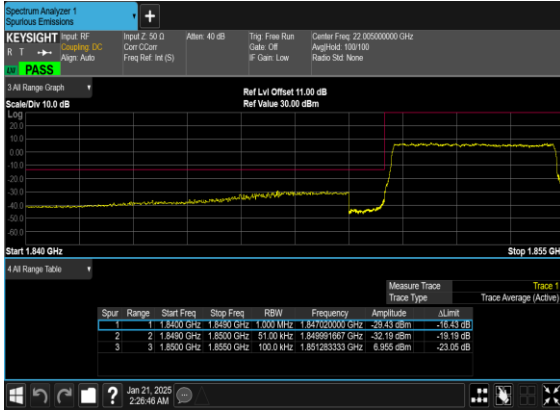 Spectrum Analyzer 1
Spurious Emissions
+
KEYSIGHT Input: RF Input Z: 50 Ω Atten: 40 dB Trig: Free Run Center Freq: 22.005000000 GHz
R T Coupling: DC Corr CCorr Gate: Off Avg|Hold: 100/100
Align: Auto Freq Ref: Int (S) IF Gain: Low Radio Std: None
PASS
3 All Range Graph
Ref Lvl Offset 11.00 dB
Scale/Div 10.0 dB Ref Value 30.00 dBm
Log
20.0
10.0
0.00
-10.0
-20.0
-30.0
-40.0
-50.0
-60.0
Start 1.840 GHz Stop 1.855 GH
4 All Range Table
Measure Trace Trace 1
Trace Type Trace Average (Active)
Spur Range Start Freq Stop Freq RBW Frequency Amplitude ΔLimit
1 1 1.8400 GHz 1.8490 GHz 1.000 MHz 1.847020000 GHz -29.43 dBm -16.43 dB
2 2 1.8490 GHz 1.8500 GHz 51.00 kHz 1.849991667 GHz -32.19 dBm -19.19 dB
3 3 1.8500 GHz 1.8550 GHz 100.0 kHz 1.851283333 GHz 6.955 dBm -23.05 dB
? Jan 21, 2025
2:26:46 AM